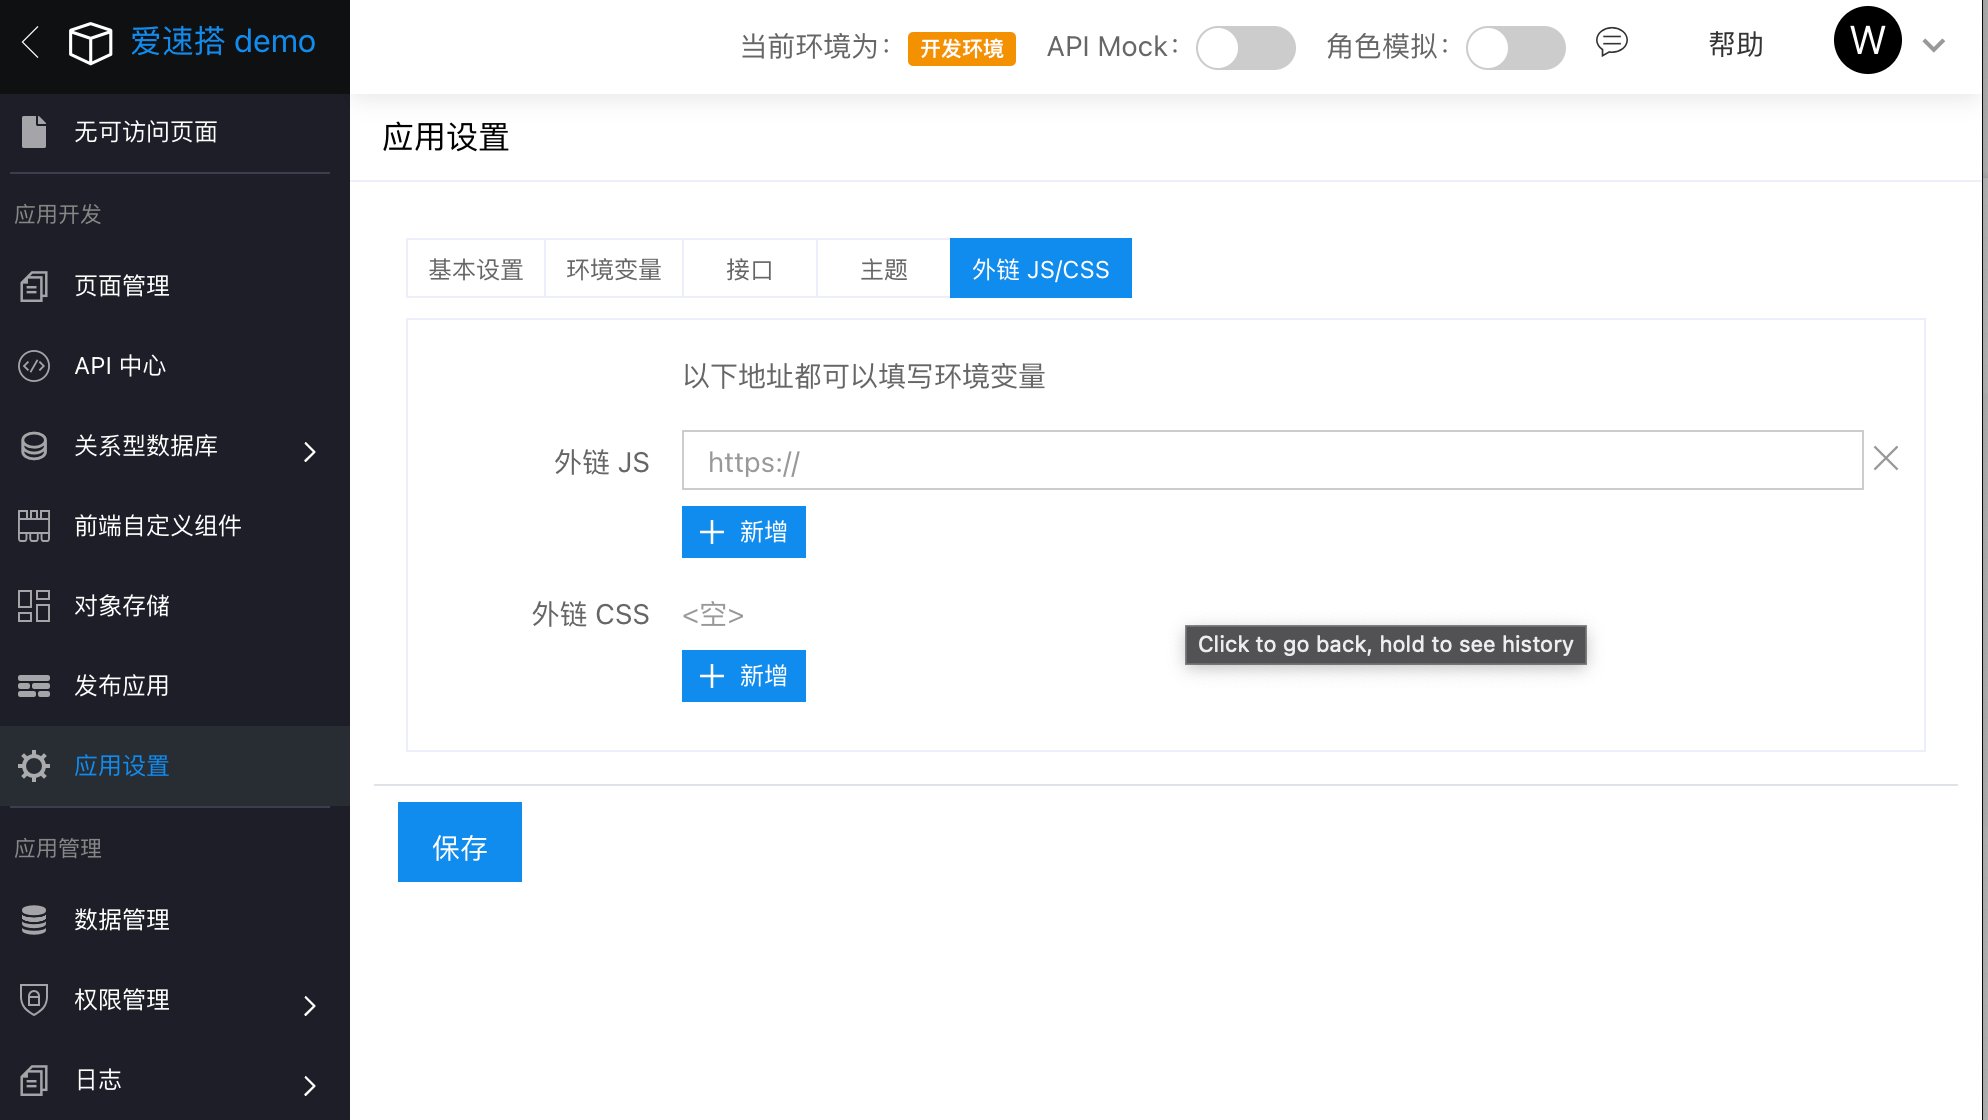 爱速搭 demo
当前环境为：
开发环境
API Mock：
角色模拟：
帮助
W
无可访问页面
应用开发
页面管理
API 中心
关系型数据库
前端自定义组件
对象存储
发布应用
应用设置
应用管理
数据管理
权限管理
日志
应用设置
基本设置
环境变量
接口
主题
外链 JS/CSS
以下地址都可以填写环境变量
外链 JS
https://
新增
外链 CSS
<空>
新增
Click to go back, hold to see history
保存